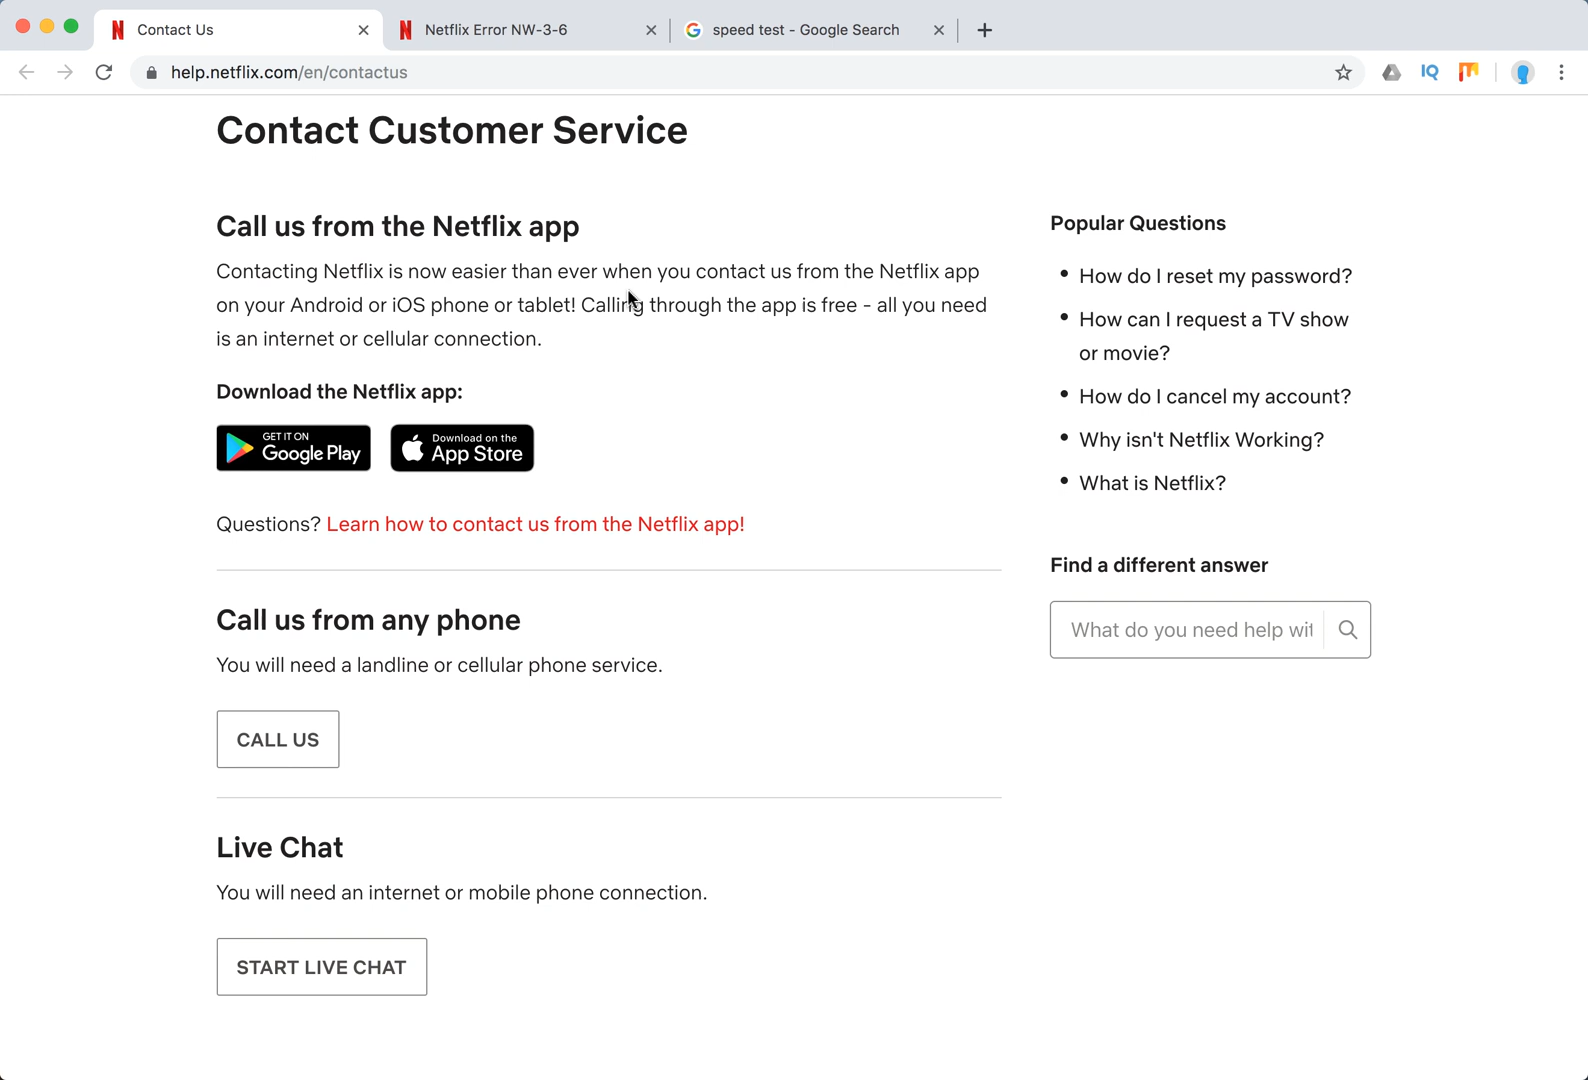 Contact Us
Netflix Error NW-3-6
speed test - Google Search
help.netflix.com/en/contactus
IQ
Contact Customer Service
Call us from the Netflix app
Contacting Netflix is now easier than ever when you contact us from the Netflix app
on your Android or iOS phone or tablet! Calling through the app is free - all you need
is an internet or cellular connection.
Download the Netflix app:
GET IT ON
Google Play
Download on the
App Store
Questions? Learn how to contact us from the Netflix app!
Call us from any phone
You will need a landline or cellular phone service.
CALL US
Live Chat
You will need an internet or mobile phone connection.
START LIVE CHAT
Popular Questions
• How do I reset my password?
• How can I request a TV show
or movie?
• How do I cancel my account?
• Why isn't Netflix Working?
• What is Netflix?
Find a different answer
What do you need help wit